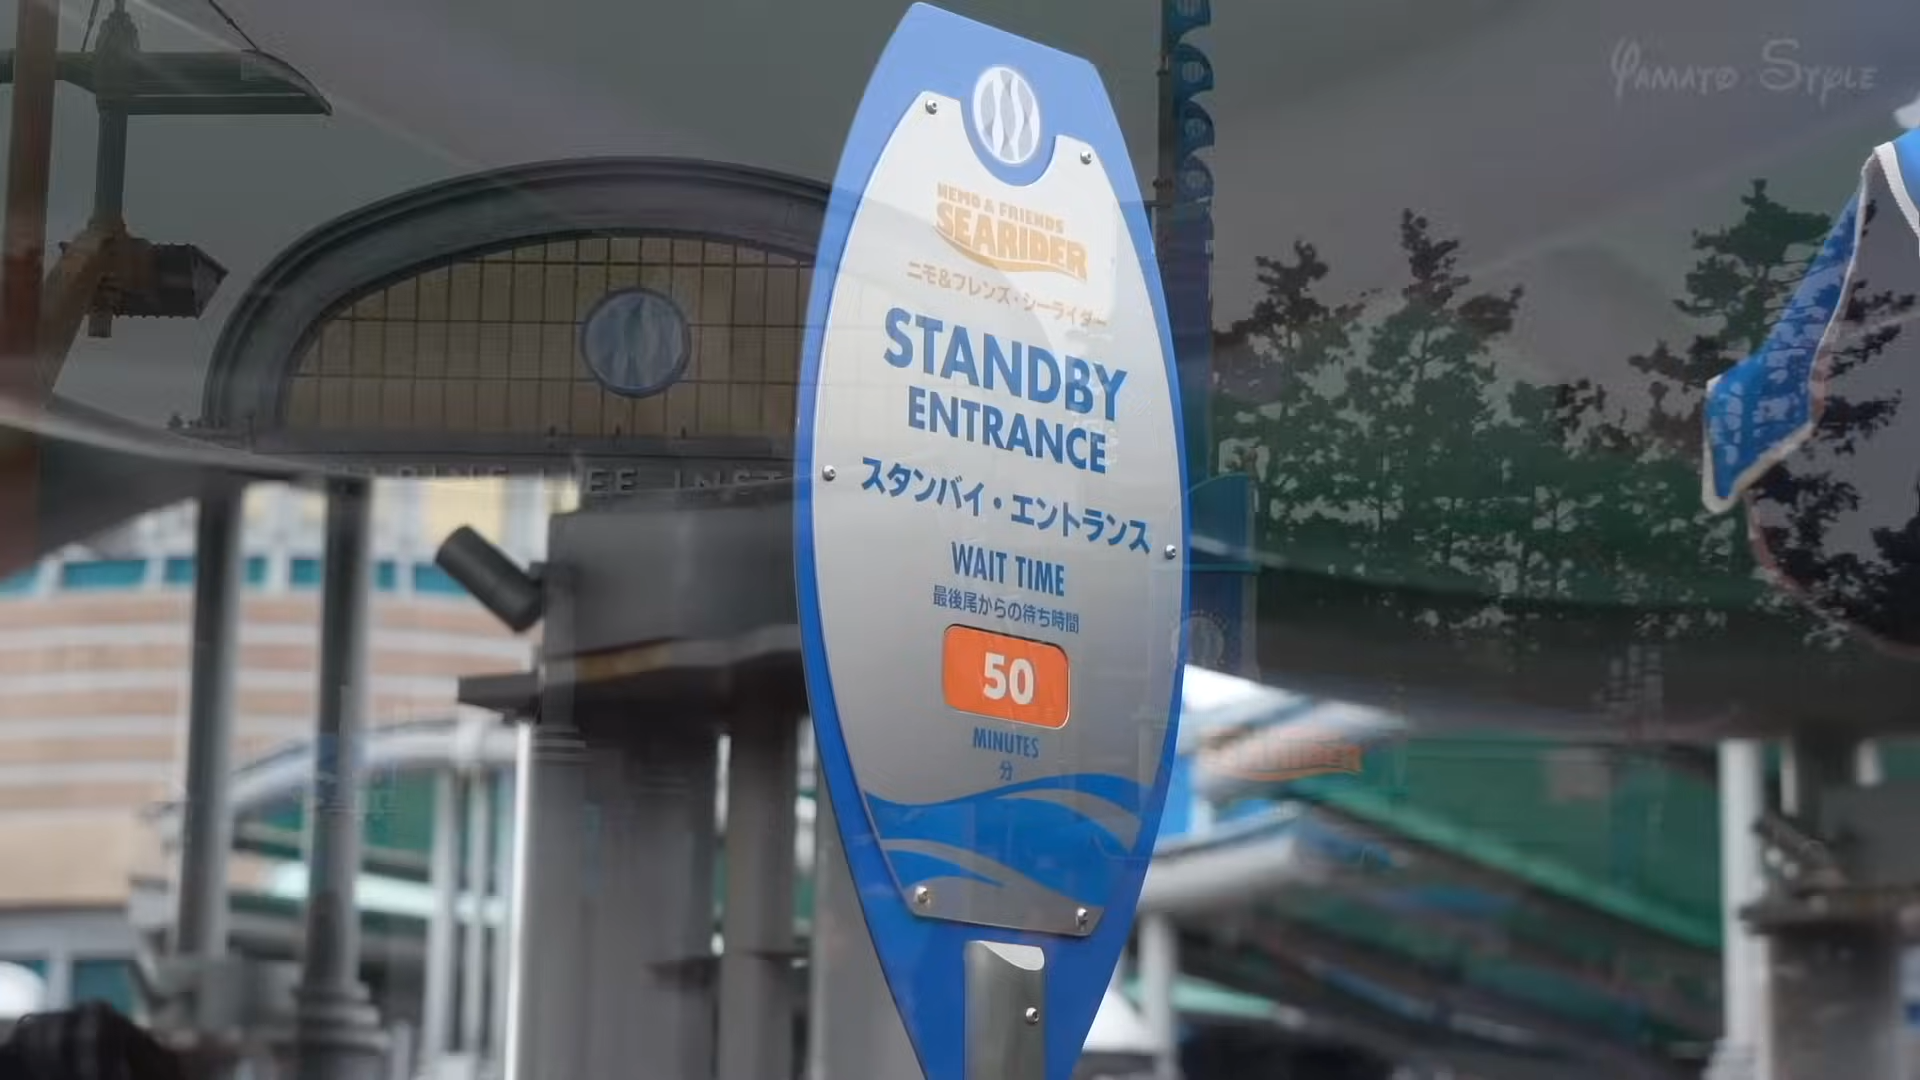 Yamato Style
NEMO & FRIENDS
SEARIDER
ニモ&フレンズ・シーライダー
STANDBY
ENTRANCE
スタンバイ・エントランス
WAIT TIME
最後尾からの待ち時間
50
MINUTES
分
SEARIDER